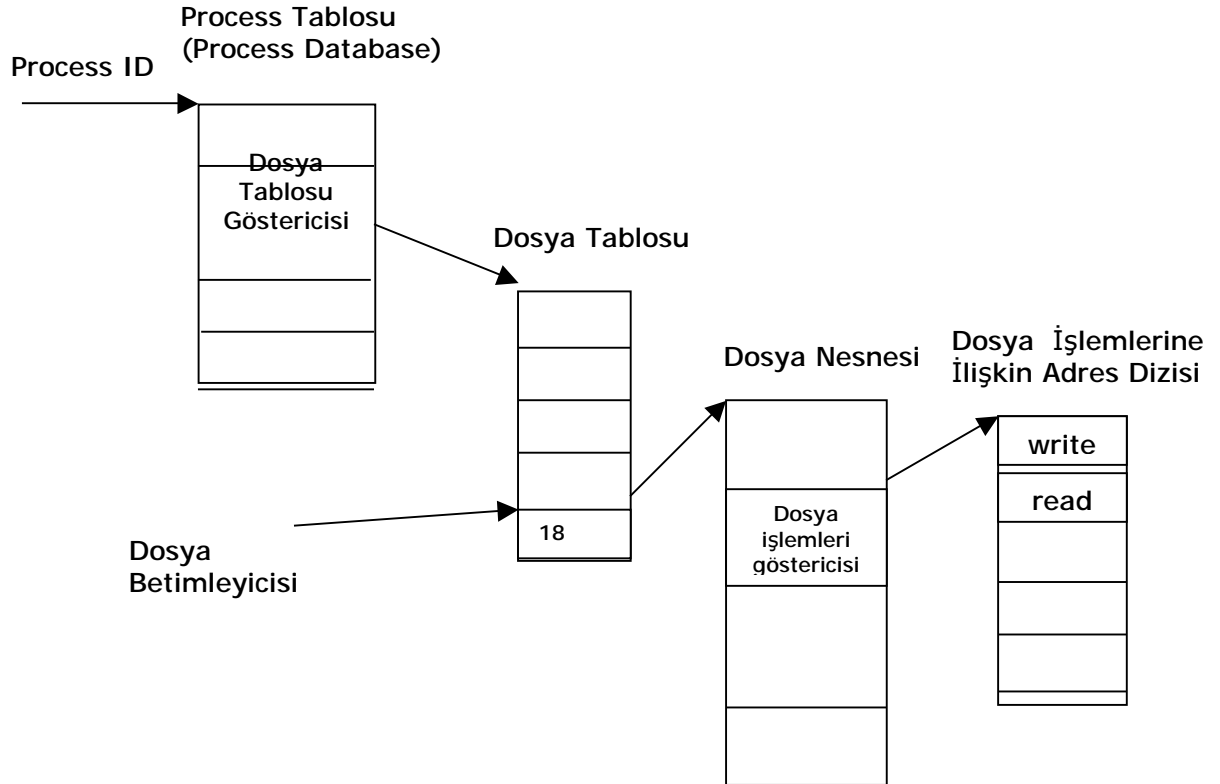 Process Tablosu
(Process Database)
Process ID
Dosya
Tablosu
Göstericisi
Dosya Tablosu
Dosya Nesnesi
Dosya İşlemlerine
İlişkin Adres Dizisi
write
read
Dosya
işlemleri
göstericisi
18
Dosya
Betimleyicisi